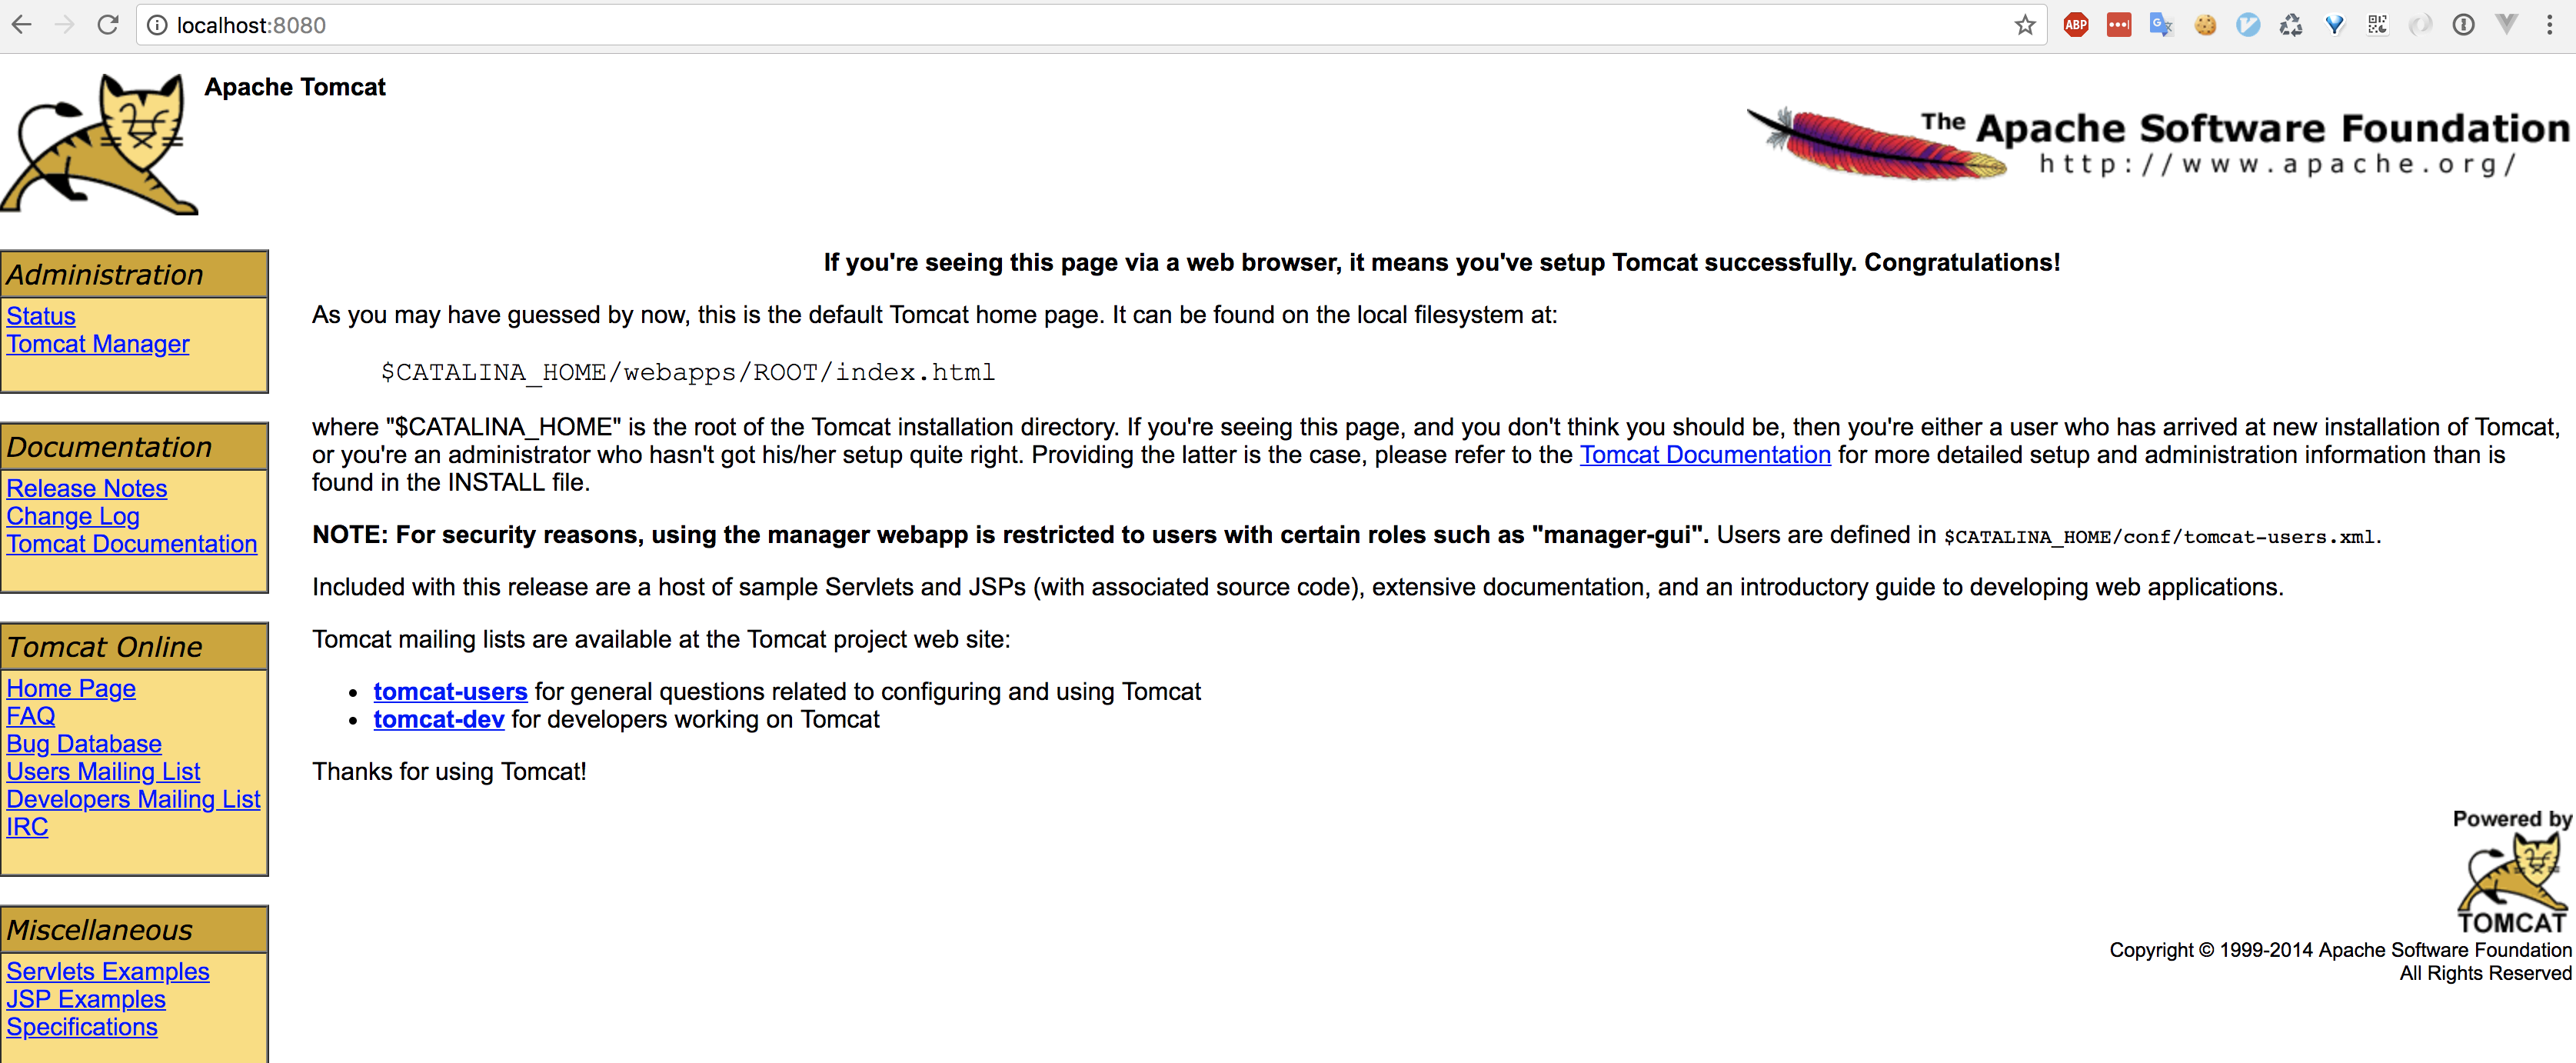 localhost:8080
ABP
Apache Tomcat
The Apache Software Foundation
http://www.apache.org/
Administration
Status
Tomcat Manager
Documentation
Release Notes
Change Log
Tomcat Documentation
Tomcat Online
Home Page
FAQ
Bug Database
Users Mailing List
Developers Mailing List
IRC
Miscellaneous
Servlets Examples
JSP Examples
Specifications
If you're seeing this page via a web browser, it means you've setup Tomcat successfully. Congratulations!
As you may have guessed by now, this is the default Tomcat home page. It can be found on the local filesystem at:
$CATALINA_HOME/webapps/ROOT/index.html
where "$CATALINA_HOME" is the root of the Tomcat installation directory. If you're seeing this page, and you don't think you should be, then you're either a user who has arrived at new installation of Tomcat,
or you're an administrator who hasn't got his/her setup quite right. Providing the latter is the case, please refer to the Tomcat Documentation for more detailed setup and administration information than is
found in the INSTALL file.
NOTE: For security reasons, using the manager webapp is restricted to users with certain roles such as "manager-gui". Users are defined in $CATALINA_HOME/conf/tomcat-users.xml.
Included with this release are a host of sample Servlets and JSPs (with associated source code), extensive documentation, and an introductory guide to developing web applications.
Tomcat mailing lists are available at the Tomcat project web site:
• tomcat-users for general questions related to configuring and using Tomcat
• tomcat-dev for developers working on Tomcat
Thanks for using Tomcat!
Powered by
TOMCAT
Copyright © 1999-2014 Apache Software Foundation
All Rights Reserved